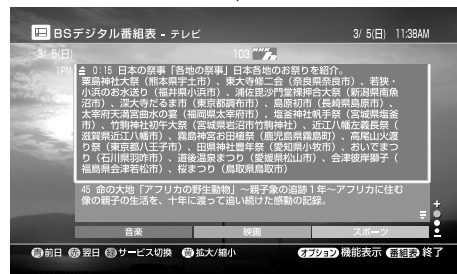 BSデジタル番組表 - テレビ 3/ 5(日) 11:38AM
3/ 5(日) 103 NHK
1PM 0:15 日本の祭事「各地の祭事」日本各地のお祭りを紹介。
粟島神社大祭（熊本県宇土市）、東大寺修二会（奈良県奈良市）、若狭・
小浜のお水送り（福井県小浜市）、浦佐毘沙門堂裸押合大祭（新潟県南魚
沼市）、深大寺だるま市（東京都調布市）、島原初市（長崎県島原市）、
太宰府天満宮曲水の宴（福岡県太宰府市）、塩釜神社帆手祭（宮城県塩釜
市）、竹駒神社初午大祭（宮城県岩沼市竹駒神社）、近江八幡左義長祭（
滋賀県近江八幡市）、霧島神宮お田植祭（鹿児島県霧島町）、高尾山火渡
り祭（東京都八王子市）、田県神社豊年祭（愛知県小牧市）、おいでまつ
り（石川県羽咋市）、道後温泉まつり（愛媛県松山市）、会津彼岸獅子（
福島県会津若松市）、桜まつり（鳥取県鳥取市）
45 命の大地「アフリカの野生動物」～親子象の追跡１年～アフリカに住む
像の親子の生活を、十年に渡って追い続けた感動の記録。
音楽 映画 スポーツ
青 前日 赤 翌日 緑 サービス切換 黄 拡大/縮小 オプション 機能表示 番組表 終了